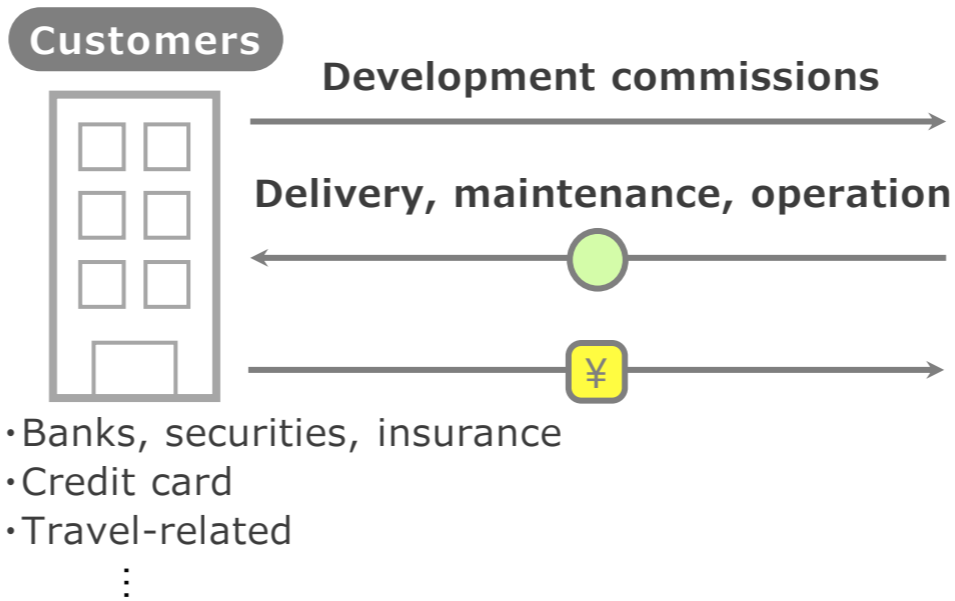 Customers
Development commissions
Delivery, maintenance, operation
¥
・Banks, securities, insurance
・Credit card
・Travel-related
⋮